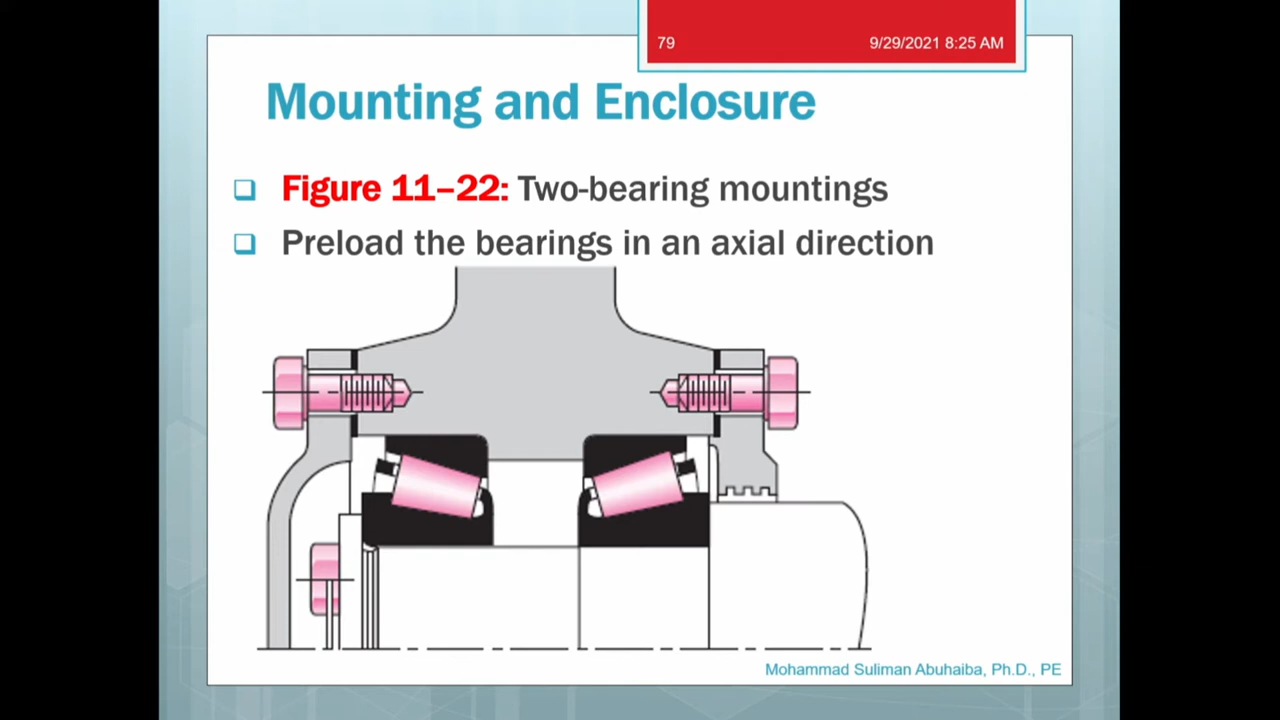 79 9/29/2021 8:25 AM
Mounting and Enclosure
Figure 11–22: Two-bearing mountings
Preload the bearings in an axial direction
Mohammad Suliman Abuhaiba, Ph.D., PE